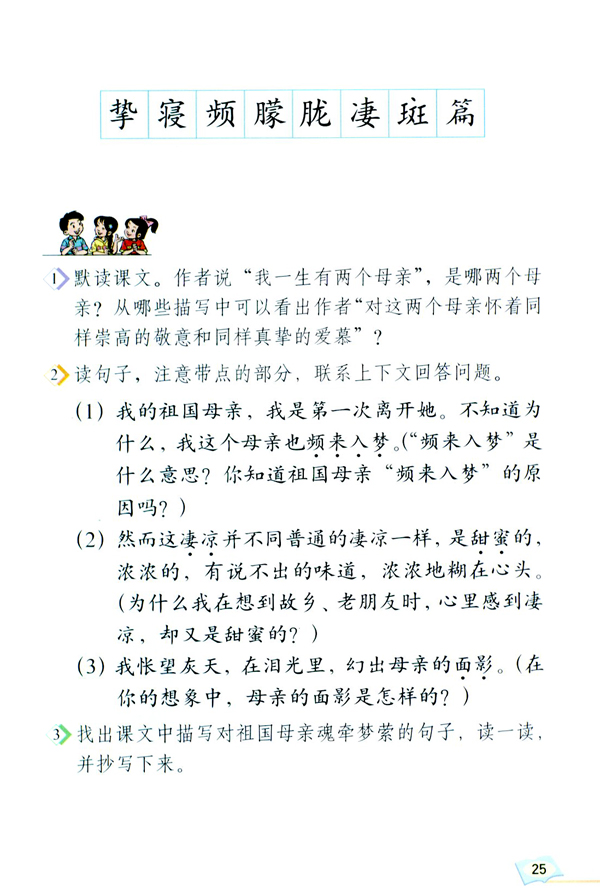 挚寝频朦胧凄斑篇
1 默读课文。作者说“我一生有两个母亲”，是哪两个母
亲？从哪些描写中可以看出作者“对这两个母亲怀着同
样崇高的敬意和同样真挚的爱慕”？
2 读句子，注意带点的部分，联系上下文回答问题。
（1）我的祖国母亲，我是第一次离开她。不知道为
什么，我这个母亲也频来入梦。（“频来入梦”是
什么意思？你知道祖国母亲“频来入梦”的原
因吗？）
（2）然而这凄凉并不同普通的凄凉一样，是甜蜜的，
浓浓的，有说不出的味道，浓浓地糊在心头。
（为什么我在想到故乡、老朋友时，心里感到凄
凉，却又是甜蜜的？）
（3）我怅望灰天，在泪光里，幻出母亲的面影。（在
你的想象中，母亲的面影是怎样的？）
3 找出课文中描写对祖国母亲魂牵梦萦的句子，读一读，
并抄写下来。
25